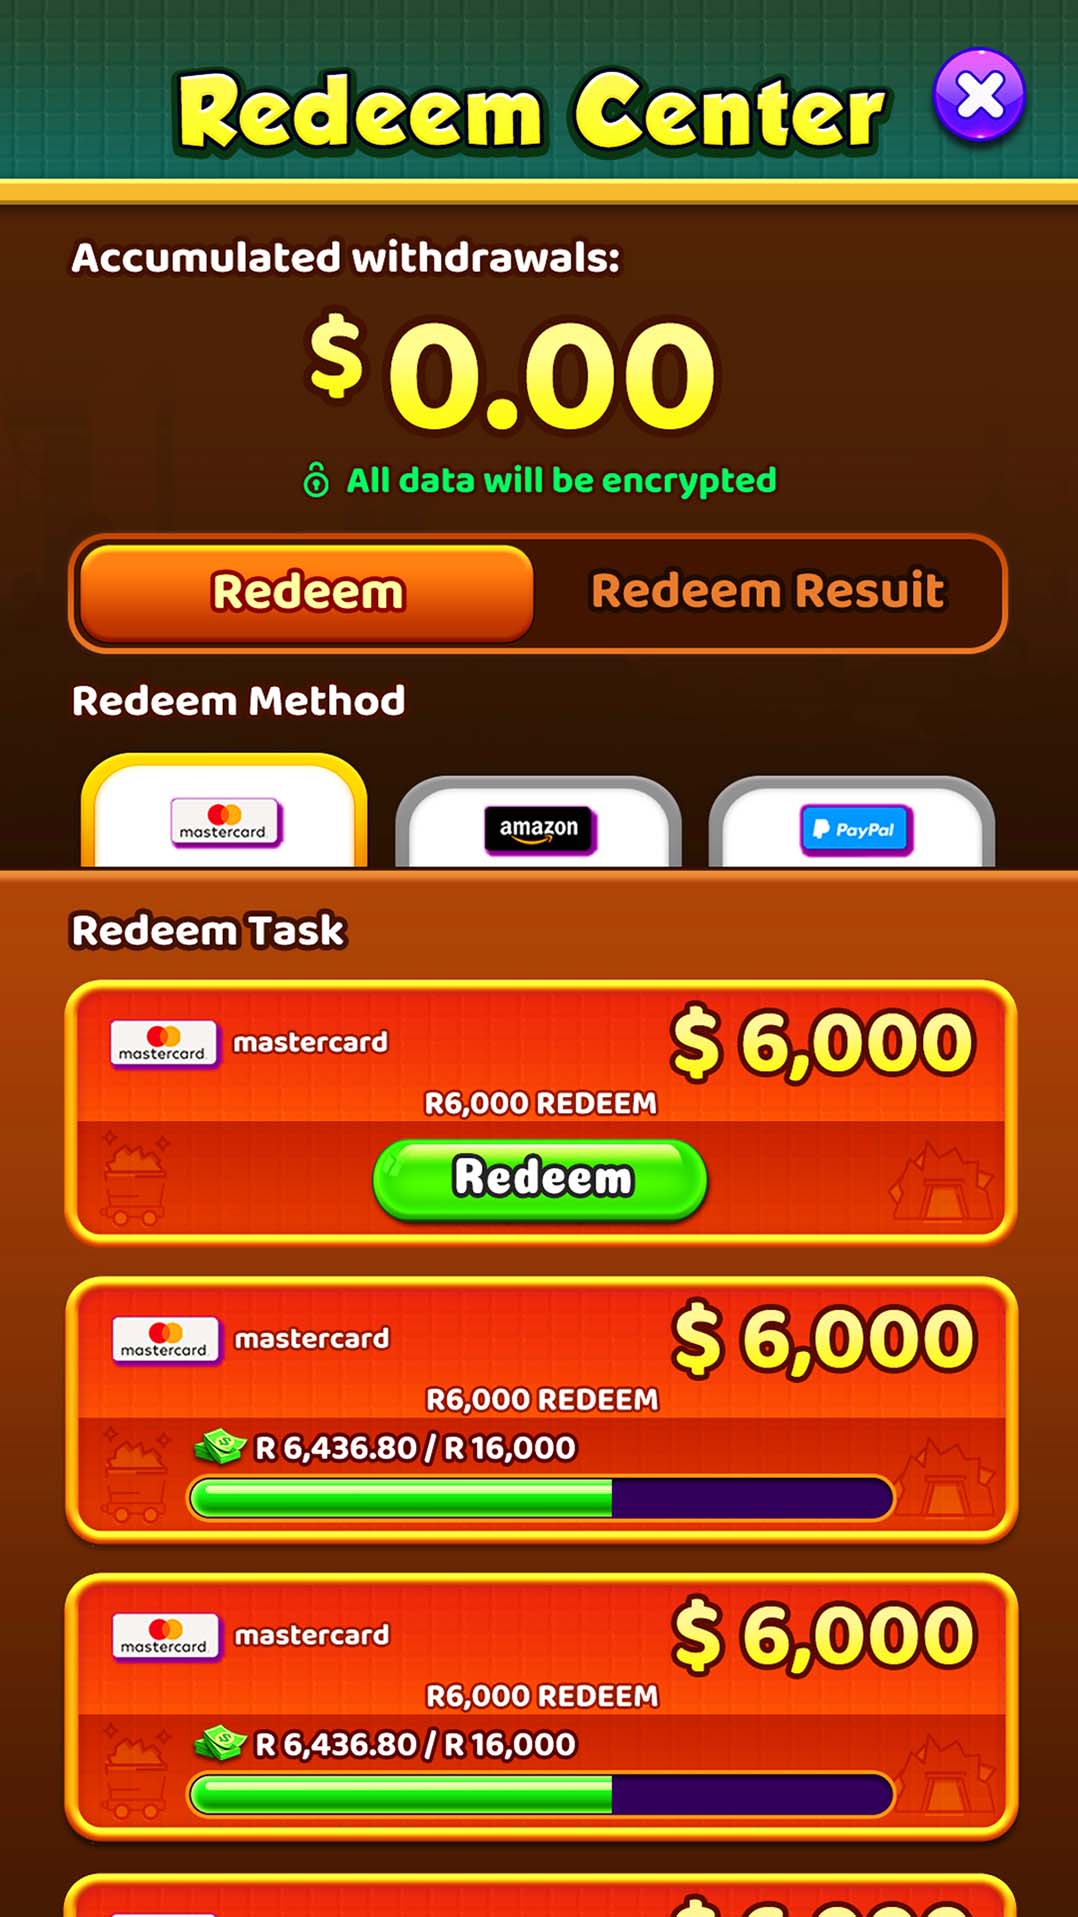 Redeem Center
Accumulated withdrawals:
$ 0.00
All data will be encrypted
Redeem
Redeem Resuit
Redeem Method
mastercard
amazon
PayPal
Redeem Task
mastercard
mastercard
$ 6,000
R6,000 REDEEM
Redeem
mastercard
mastercard
$ 6,000
R6,000 REDEEM
R 6,436.80 / R 16,000
mastercard
mastercard
$ 6,000
R6,000 REDEEM
R 6,436.80 / R 16,000